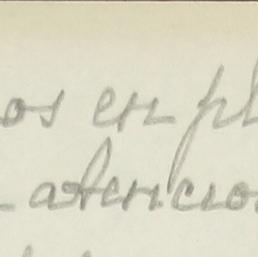 os en pl
atencio